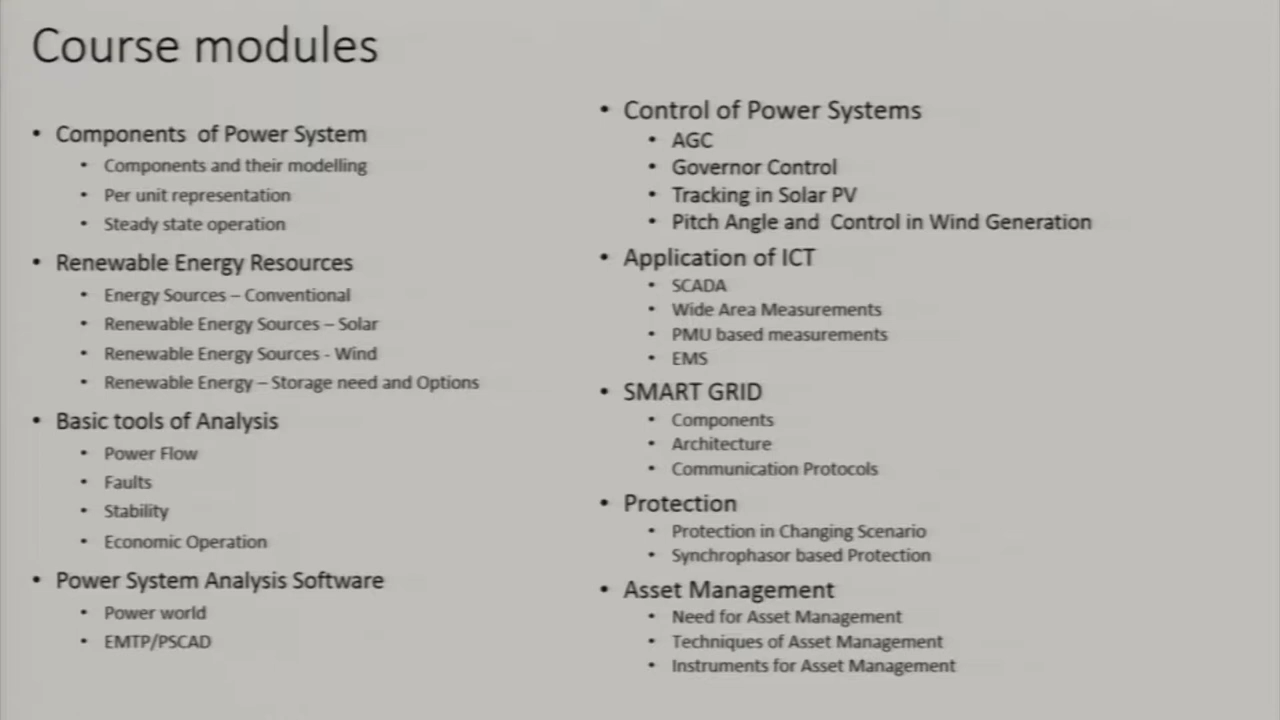 Course modules
• Components of Power System
• Components and their modelling
• Per unit representation
• Steady state operation
• Renewable Energy Resources
• Energy Sources – Conventional
• Renewable Energy Sources – Solar
• Renewable Energy Sources - Wind
• Renewable Energy – Storage need and Options
• Basic tools of Analysis
• Power Flow
• Faults
• Stability
• Economic Operation
• Power System Analysis Software
• Power world
• EMTP/PSCAD
• Control of Power Systems
• AGC
• Governor Control
• Tracking in Solar PV
• Pitch Angle and Control in Wind Generation
• Application of ICT
• SCADA
• Wide Area Measurements
• PMU based measurements
• EMS
• SMART GRID
• Components
• Architecture
• Communication Protocols
• Protection
• Protection in Changing Scenario
• Synchrophasor based Protection
• Asset Management
• Need for Asset Management
• Techniques of Asset Management
• Instruments for Asset Management